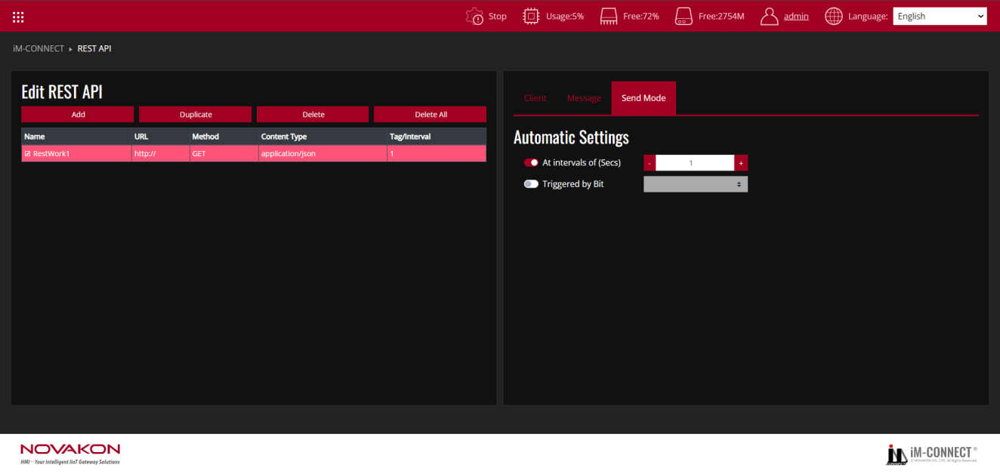 Stop Usage:5% Free:72% Free:2754M admin Language: English
iM-CONNECT ▸ REST API
Edit REST API
Add Duplicate Delete Delete All
Name URL Method Content Type Tag/Interval
RestWork1 http:// GET application/json 1
Client Message Send Mode
Automatic Settings
At intervals of (Secs) - 1 +
Triggered by Bit
NOVAKON
HMI - Your Intelligent IIoT Gateway Solutions
iM-CONNECT ®
© NOVAKON CO., LTD. All Rights Reserved.